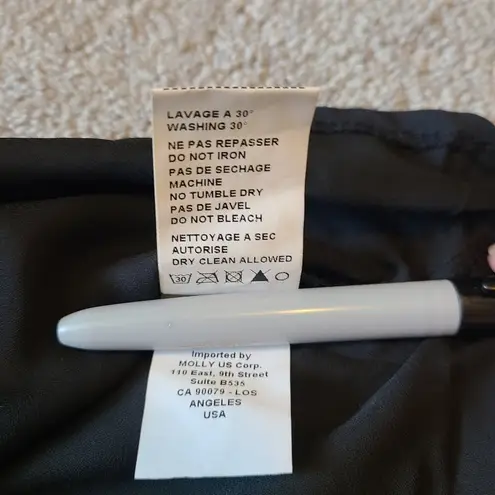 LAVAGE A 30°
WASHING 30°
NE PAS REPASSER
DO NOT IRON
PAS DE SECHAGE
MACHINE
NO TUMBLE DRY
PAS DE JAVEL
DO NOT BLEACH
NETTOYAGE A SEC
AUTORISE
DRY CLEAN ALLOWED
30
Imported by
MOLLY US Corp.
110 East, 9th Street
Suite B535
CA 90079 - LOS
ANGELES
USA